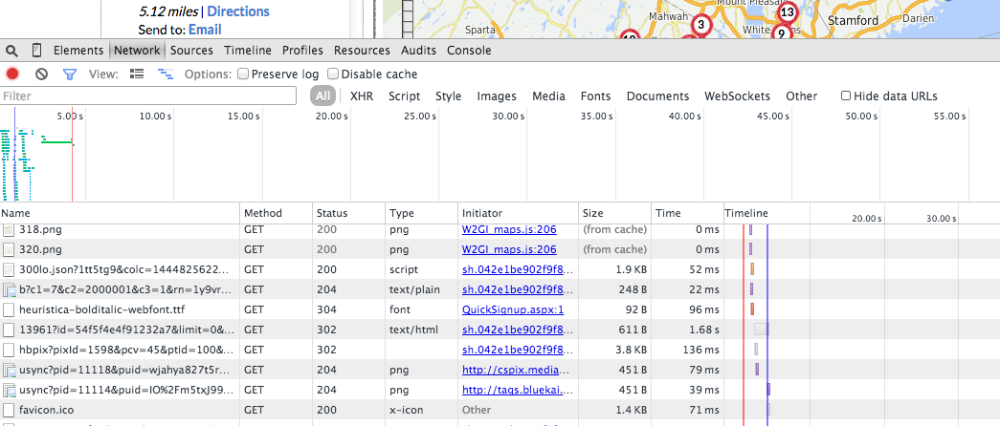 5.12 miles | Directions
Send to: Email
Mount Pleasant
13
Mahwah
3
Sparta
Stamford
Darien
9
Elements Network Sources Timeline Profiles Resources Audits Console
View: Options: Preserve log Disable cache
Filter All XHR Script Style Images Media Fonts Documents WebSockets Other Hide data URLs
5.00 s 10.00 s 15.00 s 20.00 s 25.00 s 30.00 s 35.00 s 40.00 s 45.00 s 50.00 s 55.00 s
Name Method Status Type Initiator Size Time Timeline 20.00 s 30.00 s
318.png GET 200 png W2GI_maps.js:206 (from cache) 0 ms
320.png GET 200 png W2GI_maps.js:206 (from cache) 0 ms
300lo.json?1tt5tg9&colc=1444825622... GET 200 script sh.042e1be902f9f8... 1.9 KB 52 ms
b?c1=7&c2=2000001&c3=1&rn=1y9vr... GET 204 text/plain sh.042e1be902f9f8... 248 B 22 ms
heuristica-bolditalic-webfont.ttf GET 304 font QuickSignup.aspx:1 92 B 96 ms
13961?id=54f5f4e4f91232a7&limit=0&... GET 302 text/html sh.042e1be902f9f8... 611 B 1.68 s
hbpix?pixId=1598&pcv=45&ptid=100&... GET 302 sh.042e1be902f9f8... 3.8 KB 136 ms
usync?pid=11118&puid=wjahya827t5r... GET 204 png http://cspix.media... 451 B 79 ms
usync?pid=11114&puid=IO%2Fm5txJ99... GET 204 png http://tags.bluekai... 451 B 39 ms
favicon.ico GET 200 x-icon Other 1.4 KB 71 ms